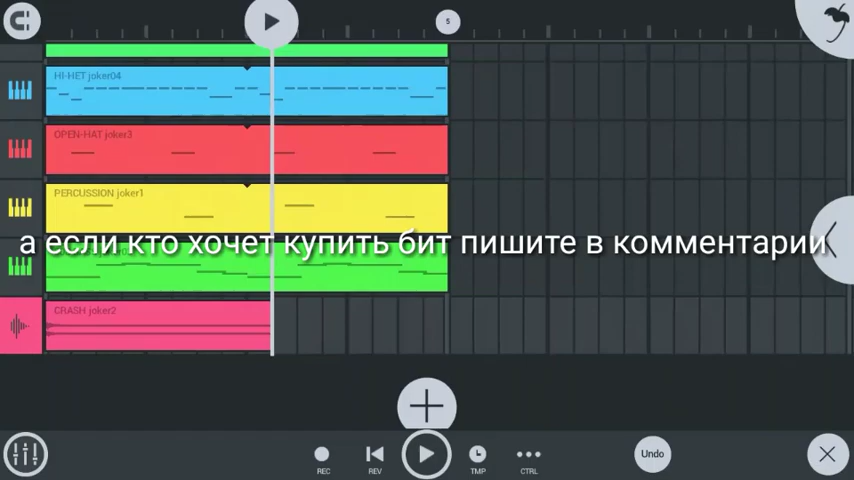 5
HI-HET joker04
OPEN-HAT joker3
PERCUSSION joker1
а если кто хочет купить бит пишите в комментарии
CRASH joker2
REC
REV
TMP
CTRL
Undo